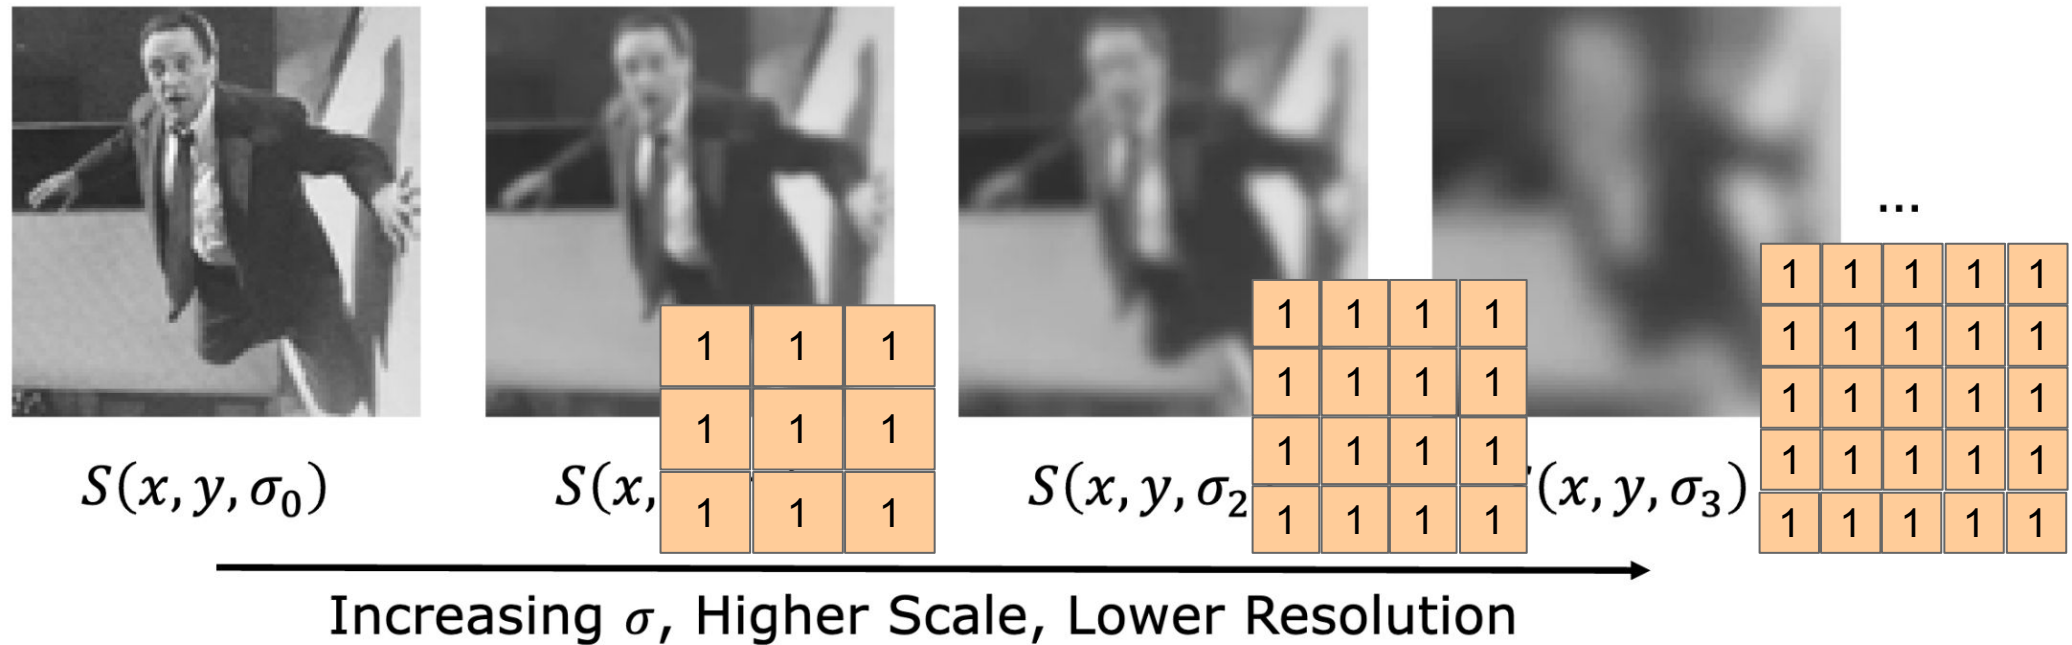 ...
1 1 1
1 1 1
1 1 1
1 1 1 1
1 1 1 1
1 1 1 1
1 1 1 1
1 1 1 1 1
1 1 1 1 1
1 1 1 1 1
1 1 1 1 1
1 1 1 1 1
S(x, y, σ₀)
S(x,
S(x, y, σ₂
(x, y, σ₃)
Increasing σ, Higher Scale, Lower Resolution